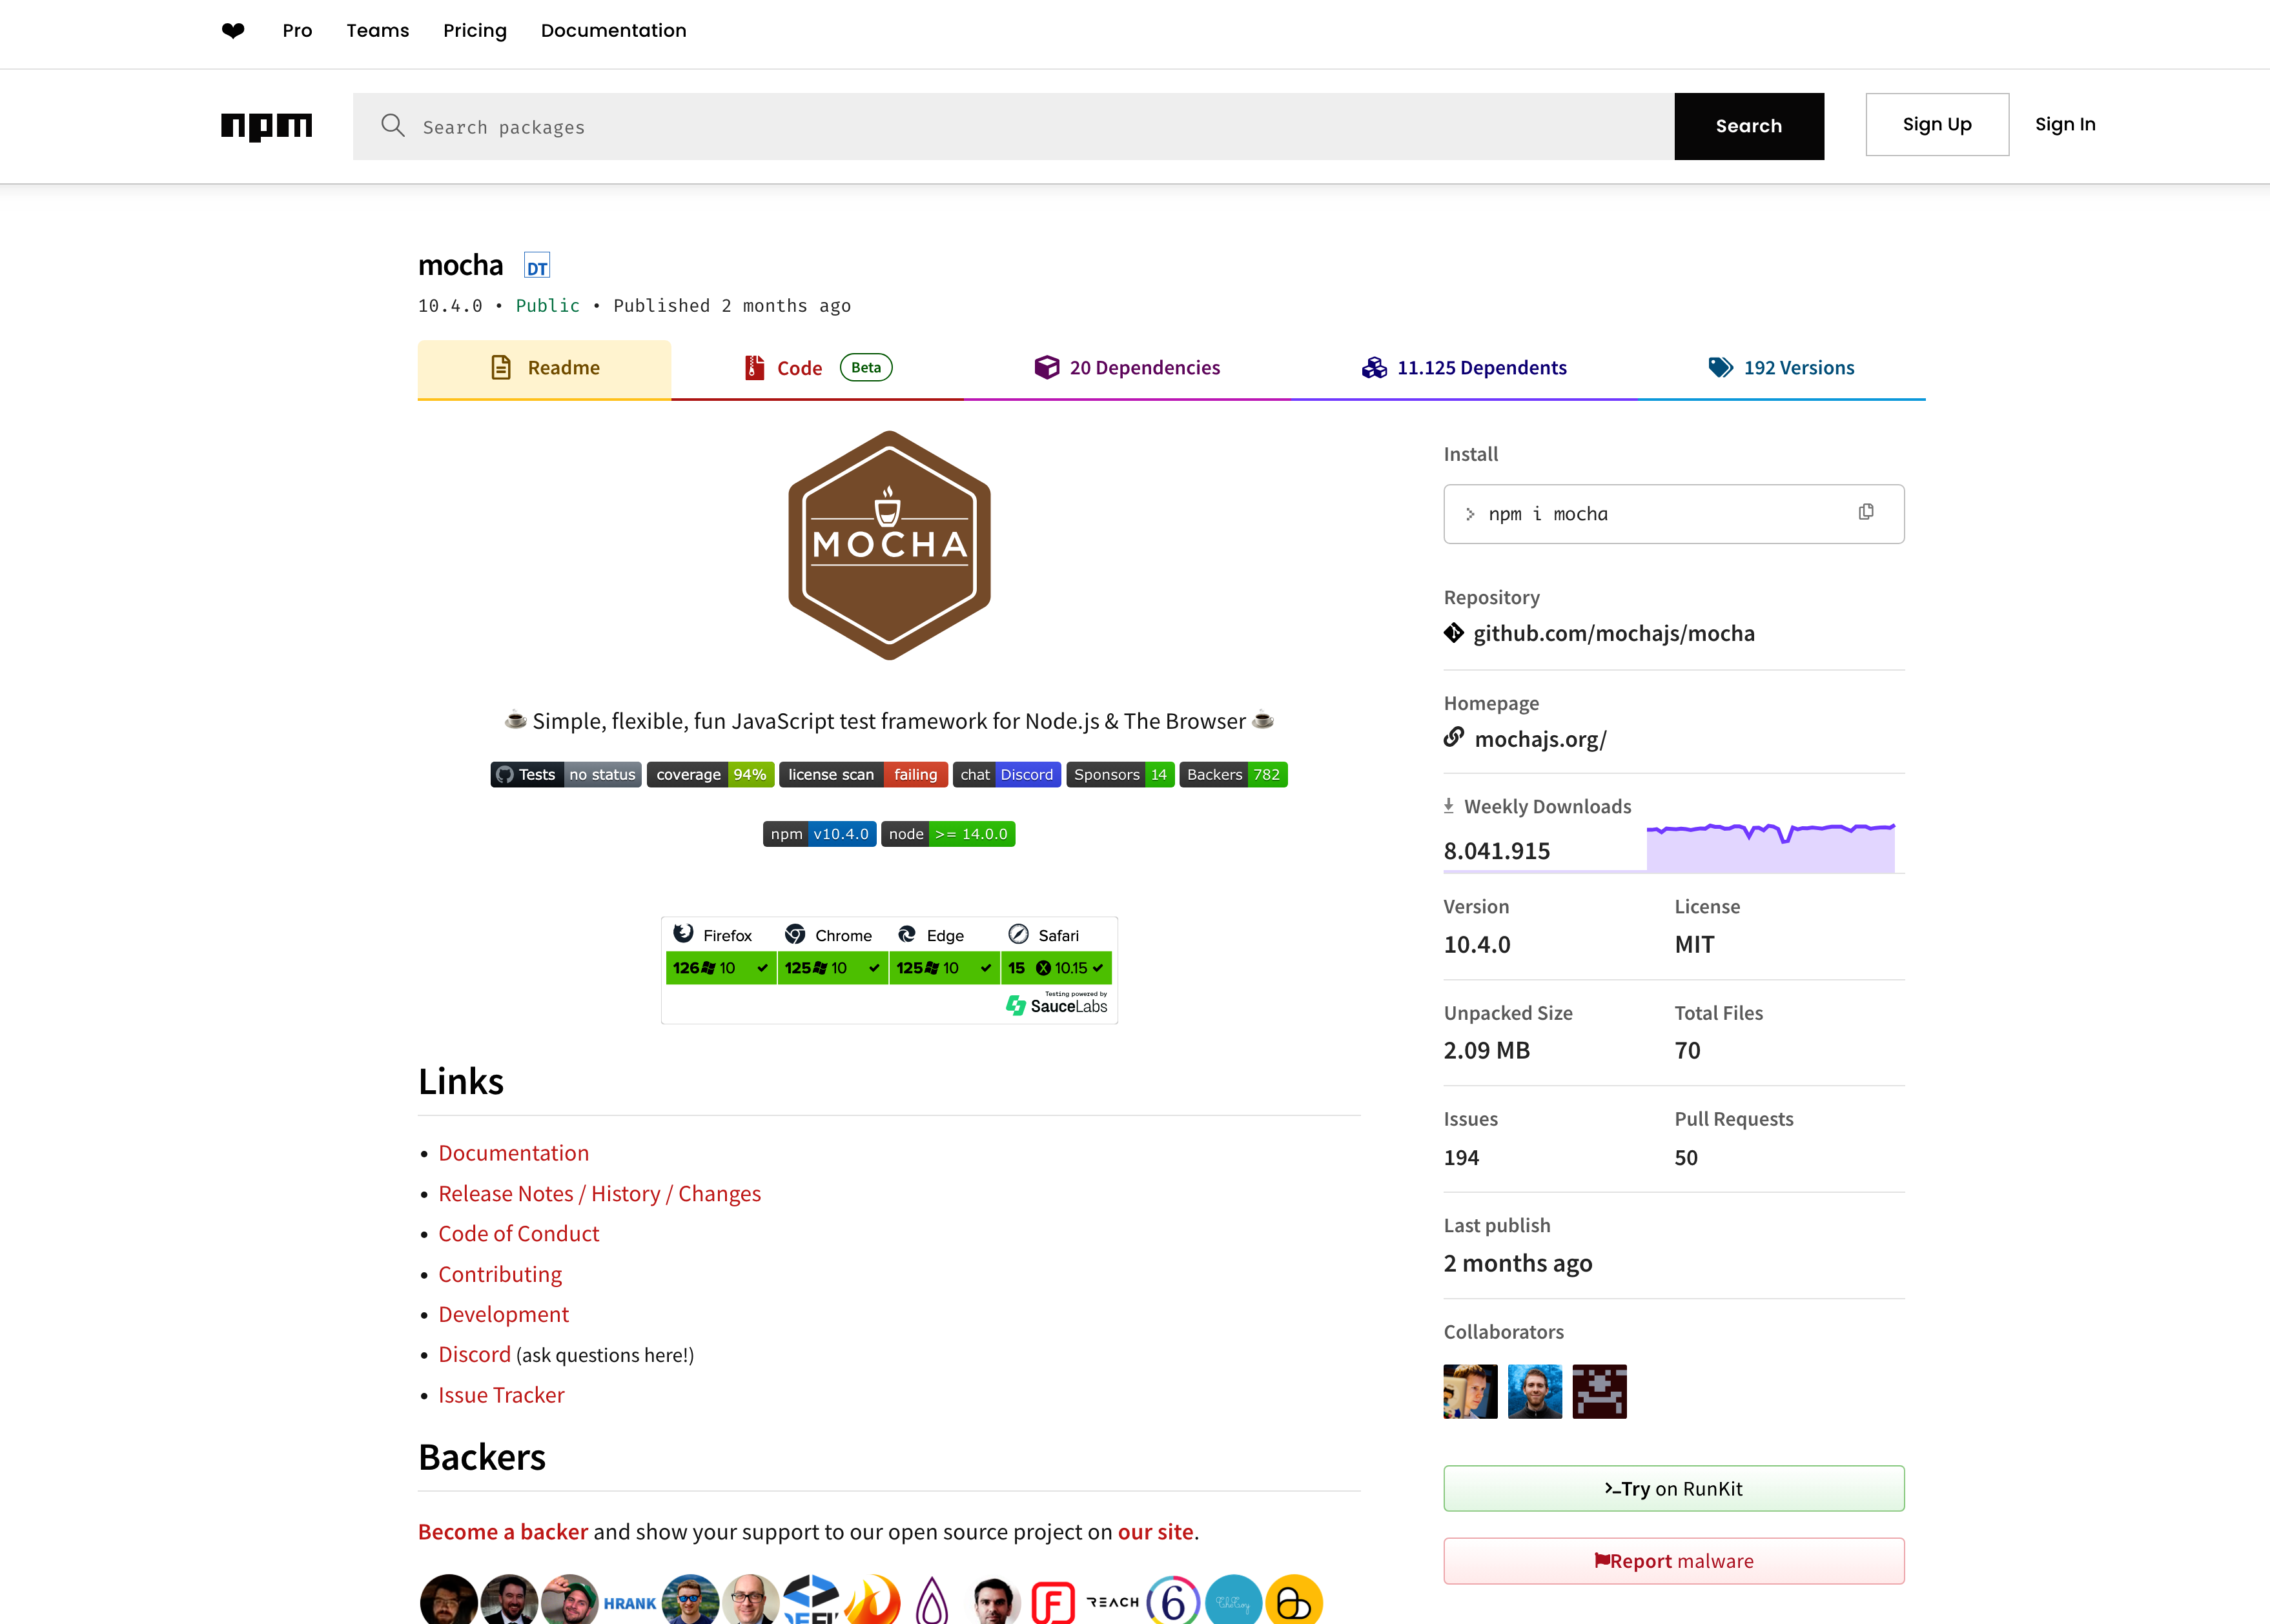 ❤ Pro Teams Pricing Documentation
npm Search packages Search Sign Up Sign In
mocha DT
10.4.0 • Public • Published 2 months ago
Readme Code Beta 20 Dependencies 11.125 Dependents 192 Versions
MOCHA
☕ Simple, flexible, fun JavaScript test framework for Node.js & The Browser ☕
Tests no status coverage 94% license scan failing chat Discord Sponsors 14 Backers 782
npm v10.4.0 node >= 14.0.0
Firefox Chrome Edge Safari
126 10 ✔ 125 10 ✔ 125 10 ✔ 15 X 10.15 ✔
Testing powered by
SauceLabs
Links
• Documentation
• Release Notes / History / Changes
• Code of Conduct
• Contributing
• Development
• Discord (ask questions here!)
• Issue Tracker
Backers
Become a backer and show your support to our open source project on our site.
HRANK
REACH
6
Install
> npm i mocha
Repository
github.com/mochajs/mocha
Homepage
mochajs.org/
Weekly Downloads
8.041.915
Version License
10.4.0 MIT
Unpacked Size Total Files
2.09 MB 70
Issues Pull Requests
194 50
Last publish
2 months ago
Collaborators
Try on RunKit
Report malware